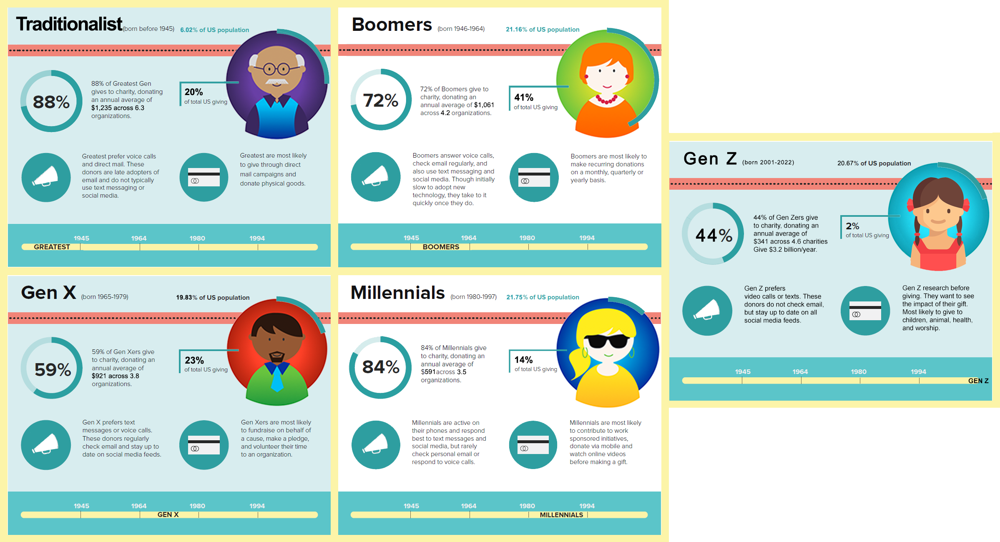 Traditionalist (born before 1945) 6.02% of US population
88%
88% of Greatest Gen
gives to charity, donating
an annual average of
$1,235 across 6.3
organizations.
20%
of total US giving
Greatest prefer voice calls
and direct mail. These
donors are late adopters of
email and do not typically
use text messaging or
social media.
Greatest are most likely
to give through direct
mail campaigns and
donate physical goods.
1945 1964 1980 1994
GREATEST
Boomers (born 1946-1964) 21.16% of US population
72%
72% of Boomers give to
charity, donating an
annual average of $1,061
across 4.2 organizations.
41%
of total US giving
Boomers answer voice calls,
check email regularly, and
also use text messaging and
social media. Though initially
slow to adopt new
technology, they take to it
quickly once they do.
Boomers are most likely to
make recurring donations
on a monthly, quarterly or
yearly basis.
1945 1964 1980 1994
BOOMERS
Gen X (born 1965-1979) 19.83% of US population
59%
59% of Gen Xers give
to charity, donating an
annual average of
$921 across 3.8
organizations.
23%
of total US giving
Gen X prefers text
messages or voice calls.
These donors regularly
check email and stay up to
date on social media feeds.
Gen Xers are most likely
to fundraise on behalf of
a cause, make a pledge,
and volunteer their time
to an organization.
1945 1964 1980 1994
GEN X
Millennials (born 1980-1997) 21.75% of US population
84%
84% of Millennials give
to charity, donating an
annual average of
$591 across 3.5
organizations.
14%
of total US giving
Millennials are active on
their phones and respond
best to text messages and
social media, but rarely
check personal email or
respond to voice calls.
Millennials are most likely
to contribute to work
sponsored initiatives,
donate via mobile and
watch online videos
before making a gift.
1945 1964 1980 1994
MILLENNIALS
Gen Z (born 2001-2022) 20.67% of US population
44%
44% of Gen Zers give
to charity, donating an
annual average of
$341 across 4.6 charities
Give $3.2 billion/year.
2%
of total US giving
Gen Z prefers
video calls or texts. These
donors do not check email,
but stay up to date on all
social media feeds.
Gen Z research before
giving. They want to see
the impact of their gift.
Most likely to give to
children, animal, health,
and worship.
1945 1964 1980 1994
GEN Z